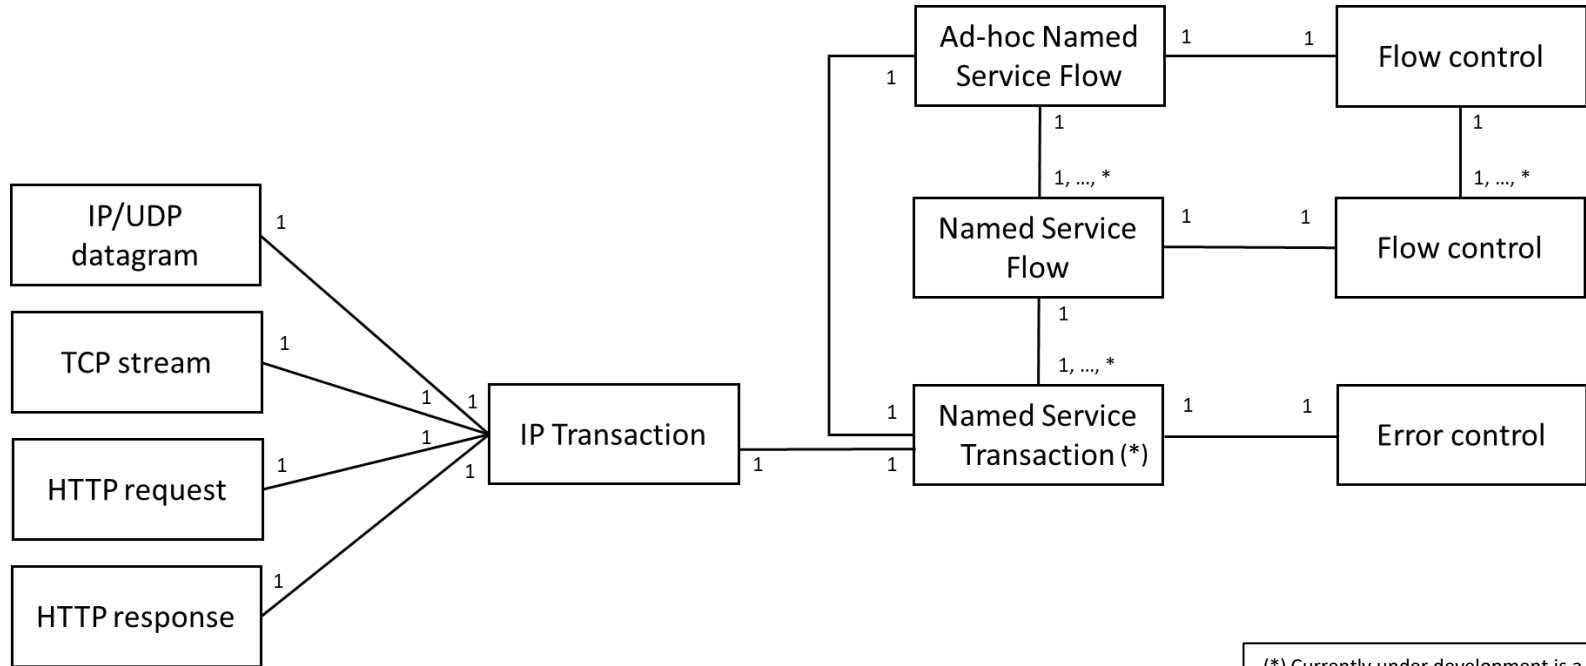 Ad-hoc Named
Service Flow
1
1
1
Flow control
1
1, ..., *
1
1, ..., *
IP/UDP
datagram
1
Named Service
Flow
1
1
Flow control
1
1, ..., *
TCP stream
1
1
1
IP Transaction
1
Named Service
Transaction (*)
1
1
Error control
HTTP request
1
1
1
1
1
HTTP response
1
(*) Currently under development is a